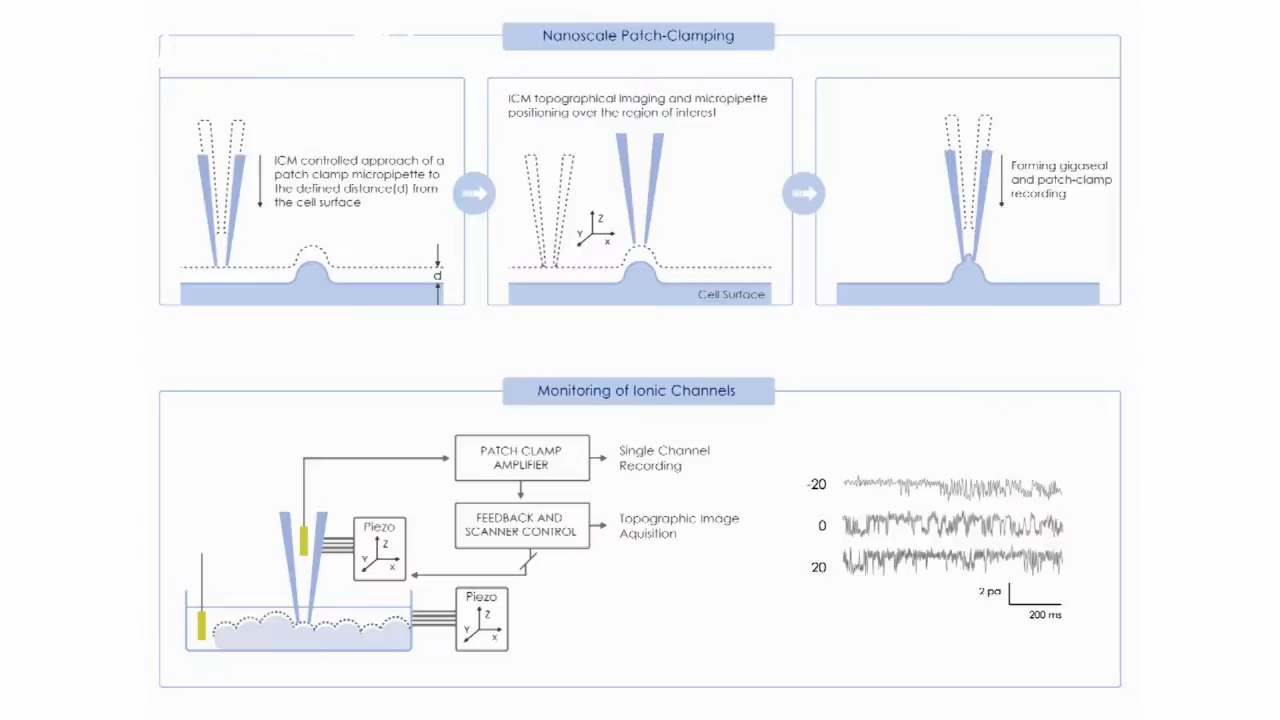 Nanoscale Patch-Clamping
ICM controlled approach of a
patch clamp micropipette to
the defined distance(d) from
the cell surface
d
ICM topographical imaging and micropipette
positioning over the region of interest
Z
Y
X
Cell Surface
Forming gigaseal
and patch-clamp
recording
Monitoring of Ionic Channels
PATCH CLAMP
AMPLIFIER
Single Channel
Recording
FEEDBACK AND
SCANNER CONTROL
Topographic Image
Aquisition
Piezo
Z
Y
X
Piezo
Z
Y
X
-20
0
20
2 pa
200 ms